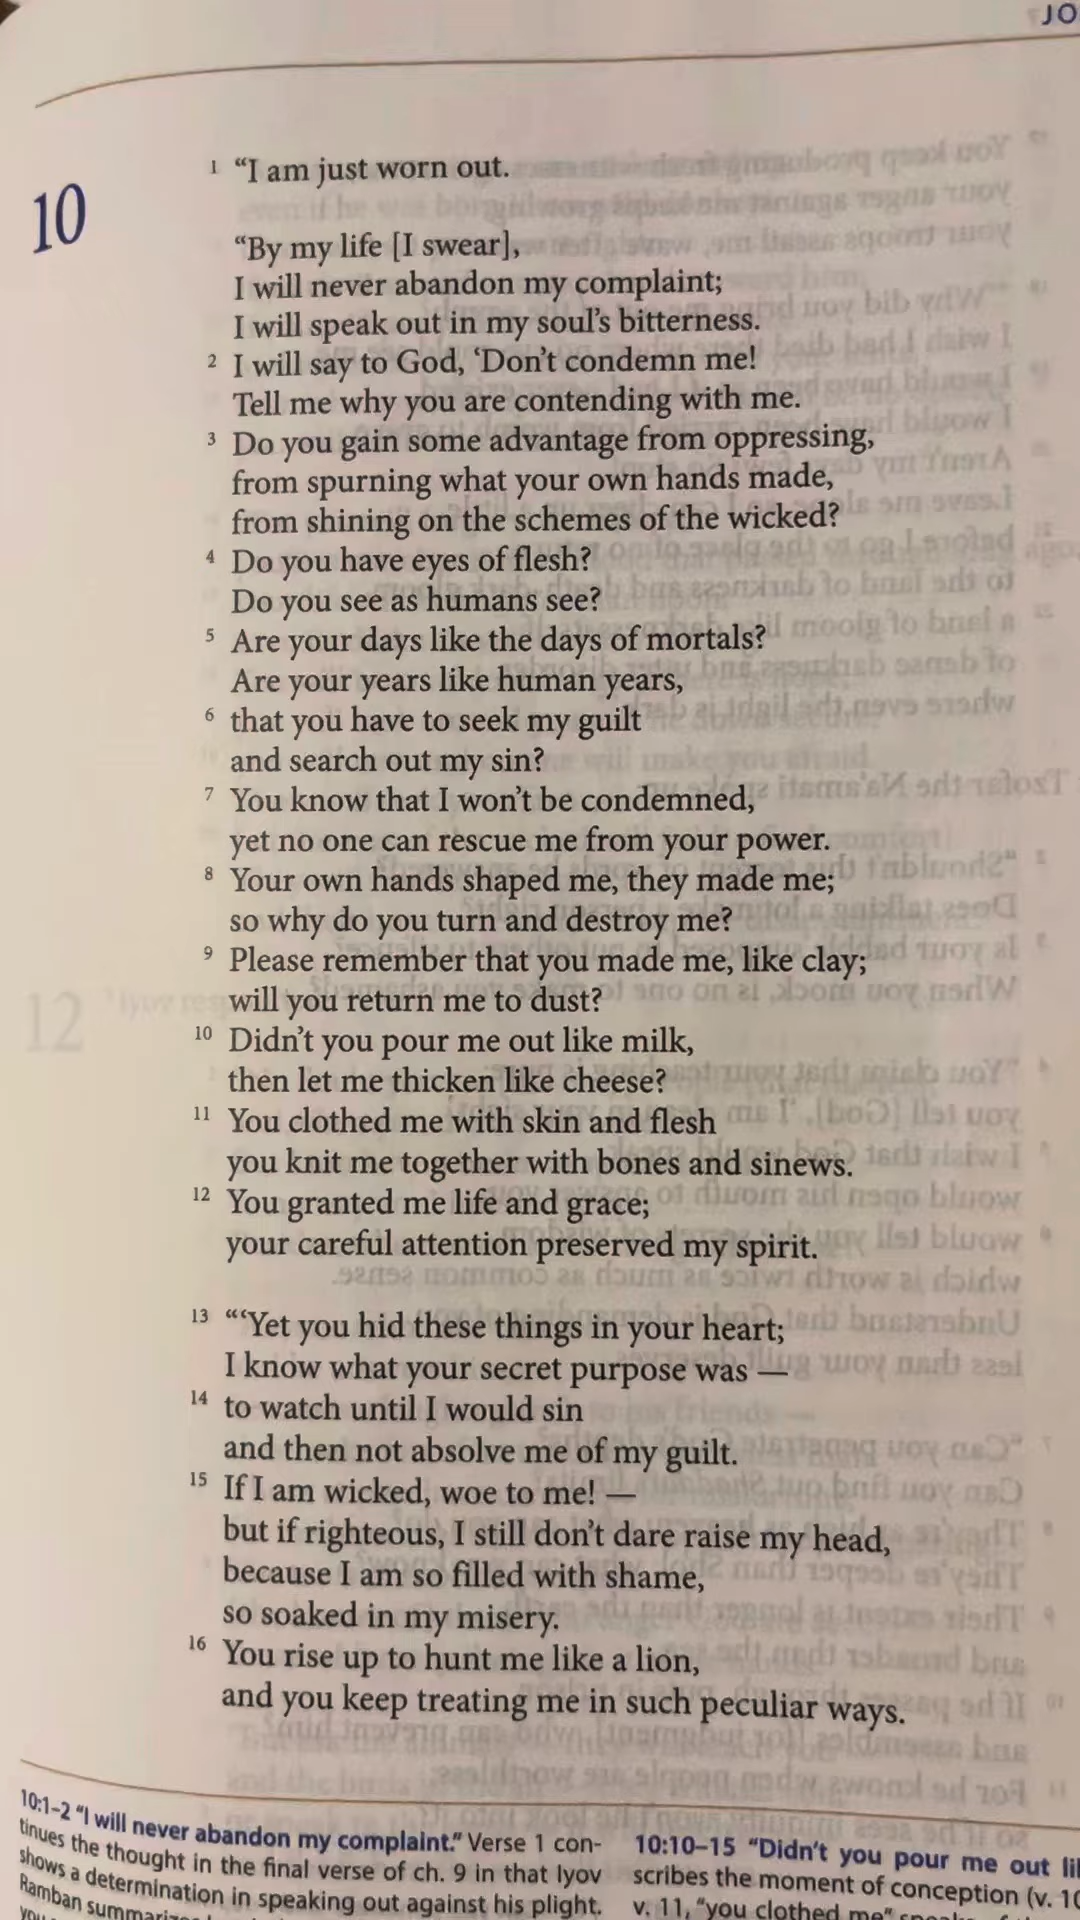 JO
10
1 “I am just worn out.
“By my life [I swear],
I will never abandon my complaint;
I will speak out in my soul’s bitterness.
2 I will say to God, ‘Don’t condemn me!
Tell me why you are contending with me.
3 Do you gain some advantage from oppressing,
from spurning what your own hands made,
from shining on the schemes of the wicked?
4 Do you have eyes of flesh?
Do you see as humans see?
5 Are your days like the days of mortals?
Are your years like human years,
6 that you have to seek my guilt
and search out my sin?
7 You know that I won’t be condemned,
yet no one can rescue me from your power.
8 Your own hands shaped me, they made me;
so why do you turn and destroy me?
9 Please remember that you made me, like clay;
will you return me to dust?
10 Didn’t you pour me out like milk,
then let me thicken like cheese?
11 You clothed me with skin and flesh
you knit me together with bones and sinews.
12 You granted me life and grace;
your careful attention preserved my spirit.
13 “‘Yet you hid these things in your heart;
I know what your secret purpose was —
14 to watch until I would sin
and then not absolve me of my guilt.
15 If I am wicked, woe to me! —
but if righteous, I still don’t dare raise my head,
because I am so filled with shame,
so soaked in my misery.
16 You rise up to hunt me like a lion,
and you keep treating me in such peculiar ways.
10:1–2 “I will never abandon my complaint.” Verse 1 con-
tinues the thought in the final verse of ch. 9 in that Iyov
shows a determination in speaking out against his plight.
Ramban
10:10–15 “Didn’t you pour me out
scribes the moment of conception (v. 10
v. 11, “you clothed me”